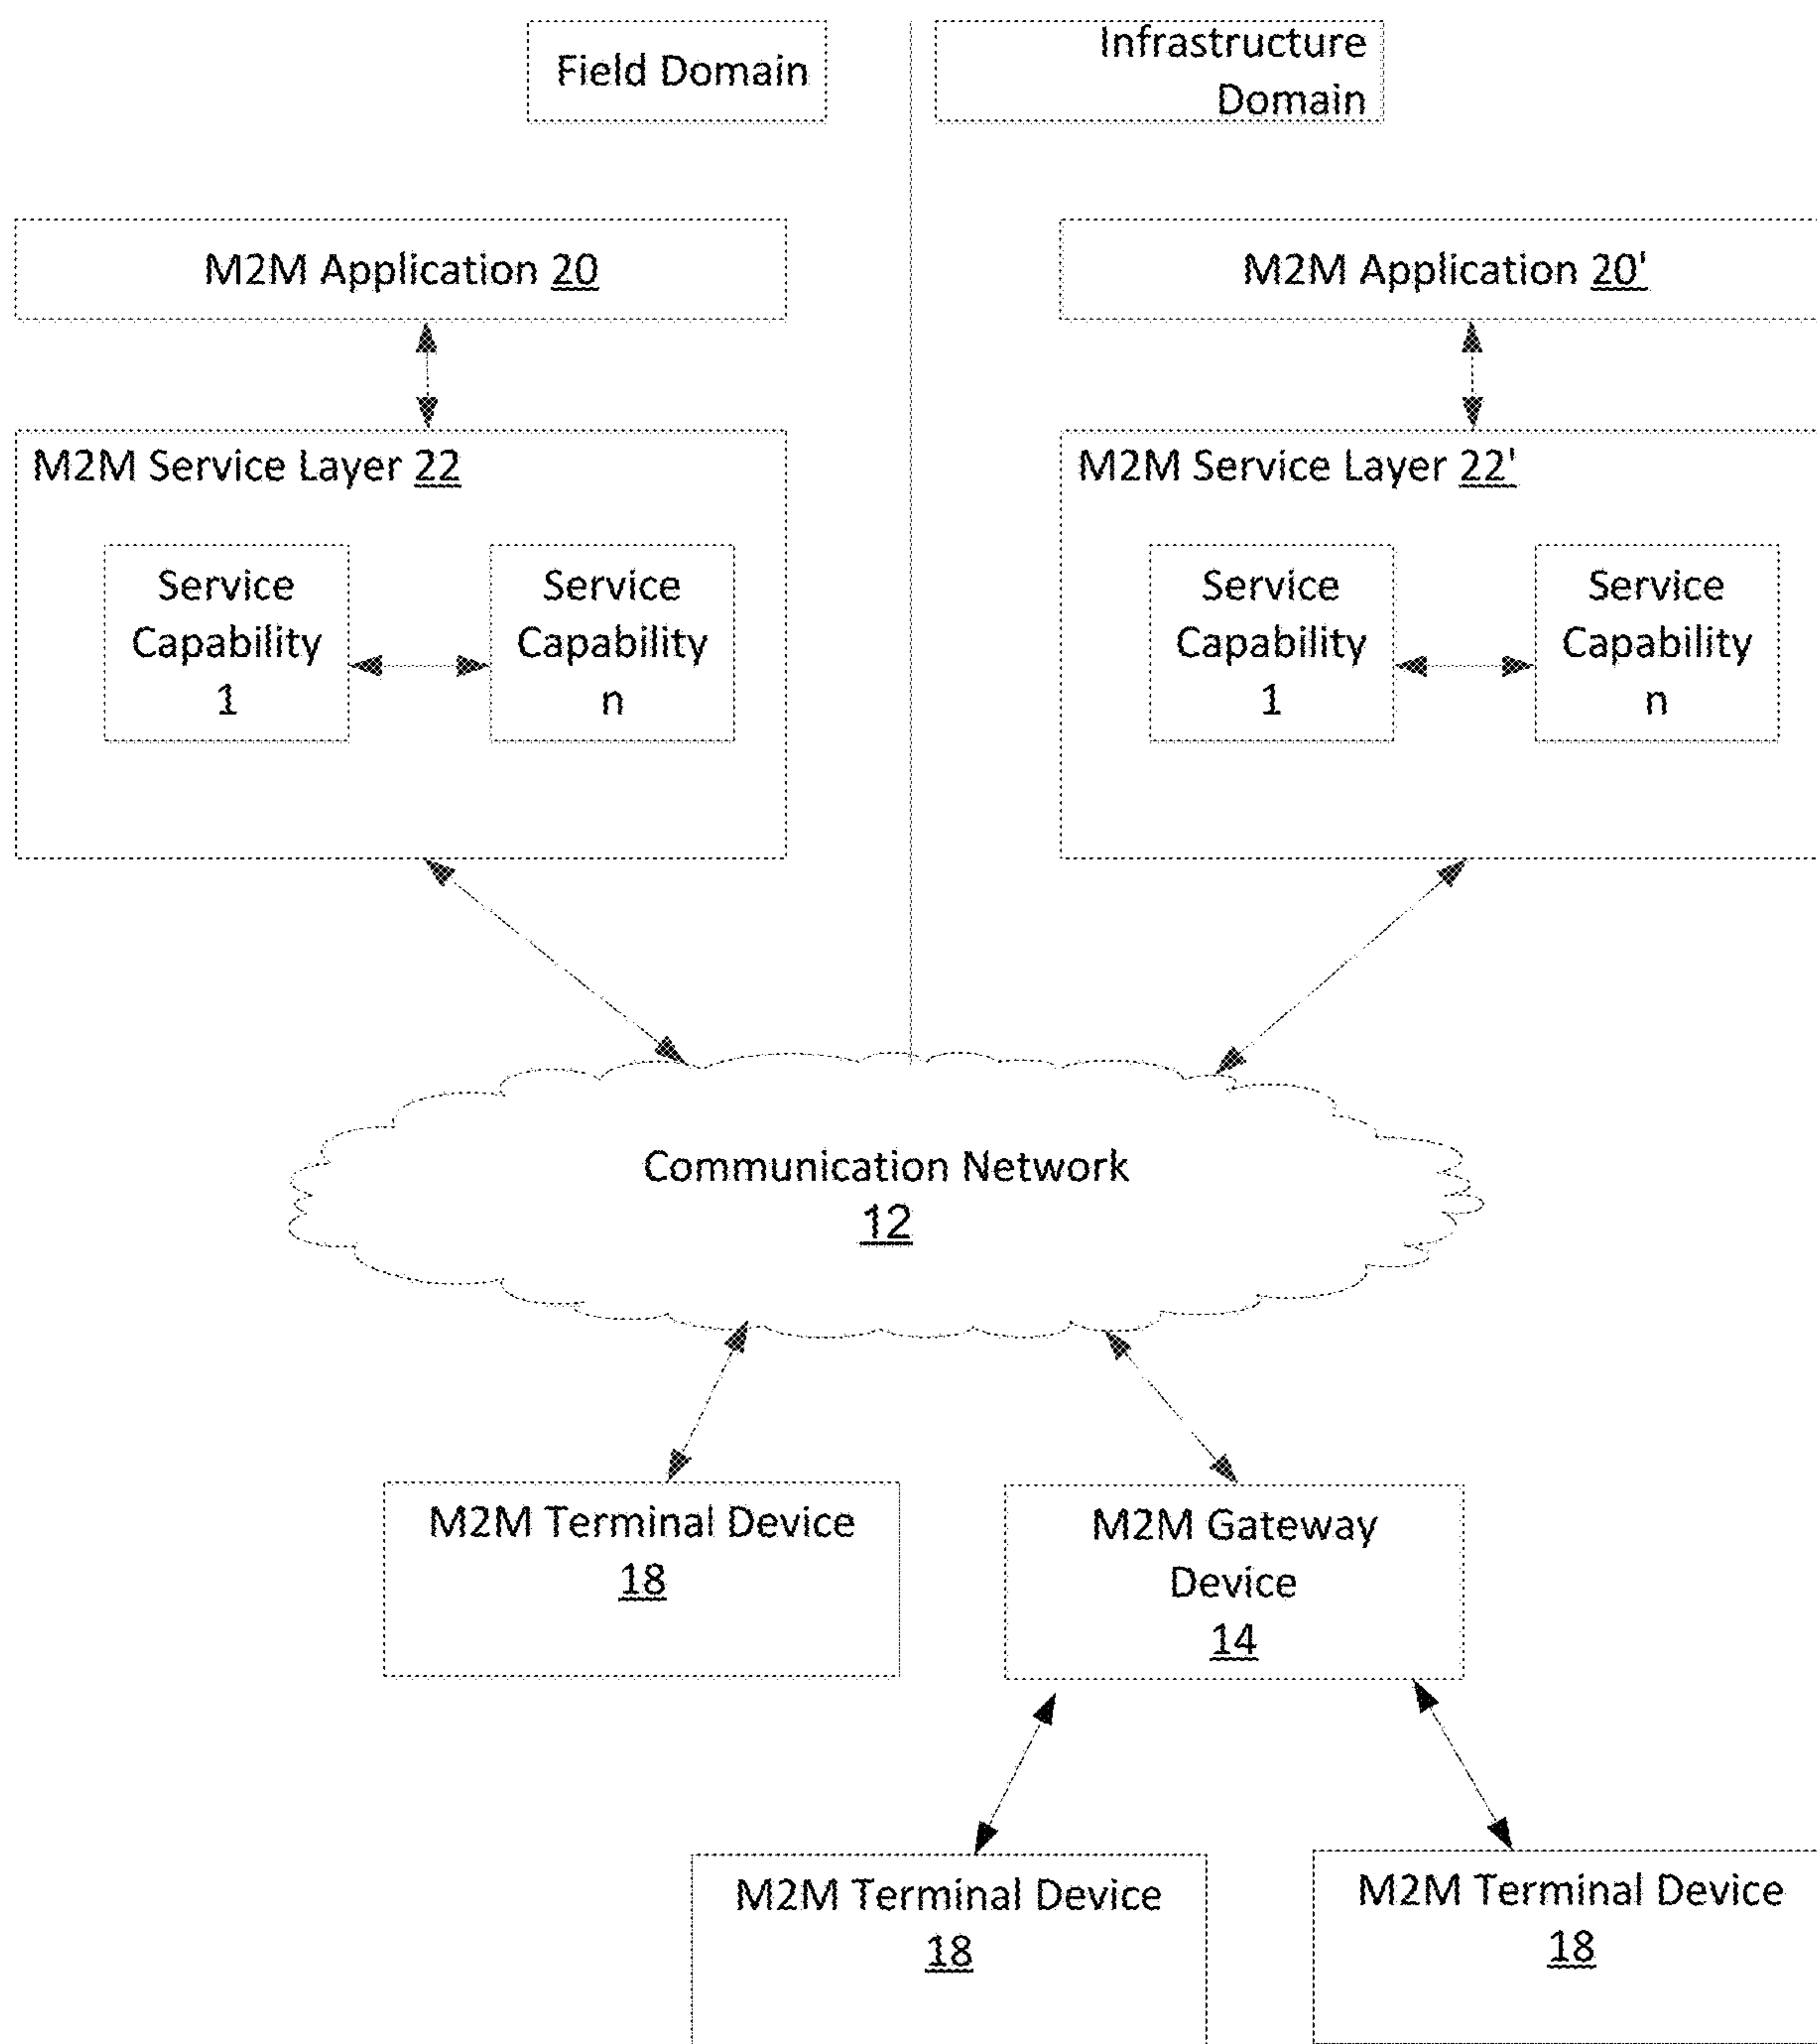 Field Domain
Infrastructure
Domain
M2M Application 20
M2M Application 20'
M2M Service Layer 22
Service
Capability
1
Service
Capability
n
M2M Service Layer 22'
Service
Capability
1
Service
Capability
n
Communication Network
12
M2M Terminal Device
18
M2M Gateway
Device
14
M2M Terminal Device
18
M2M Terminal Device
18